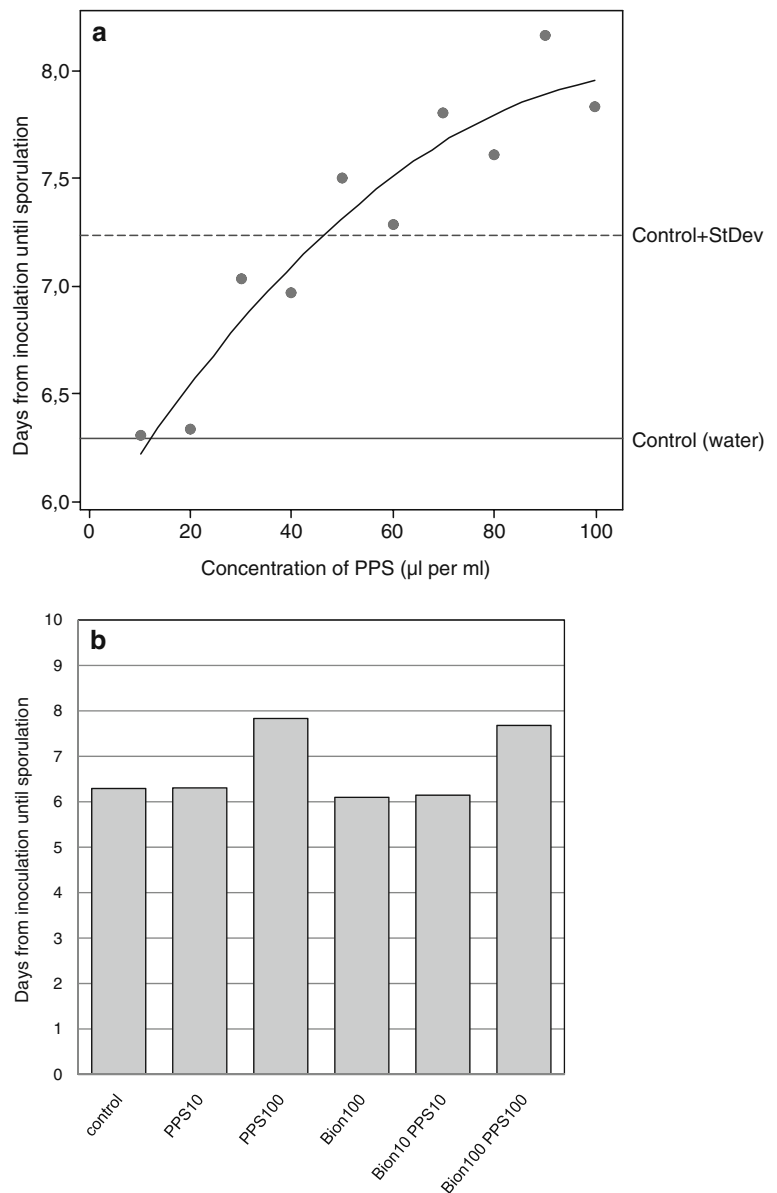 a
Days from inoculation until sporulation
8,0
7,5
7,0
6,5
6,0
Control+StDev
Control (water)
0 20 40 60 80 100
Concentration of PPS (µl per ml)
b
Days from inoculation until sporulation
10
9
8
7
6
5
4
3
2
1
0
control
PPS10
PPS100
Bion100
Bion10 PPS10
Bion100 PPS100